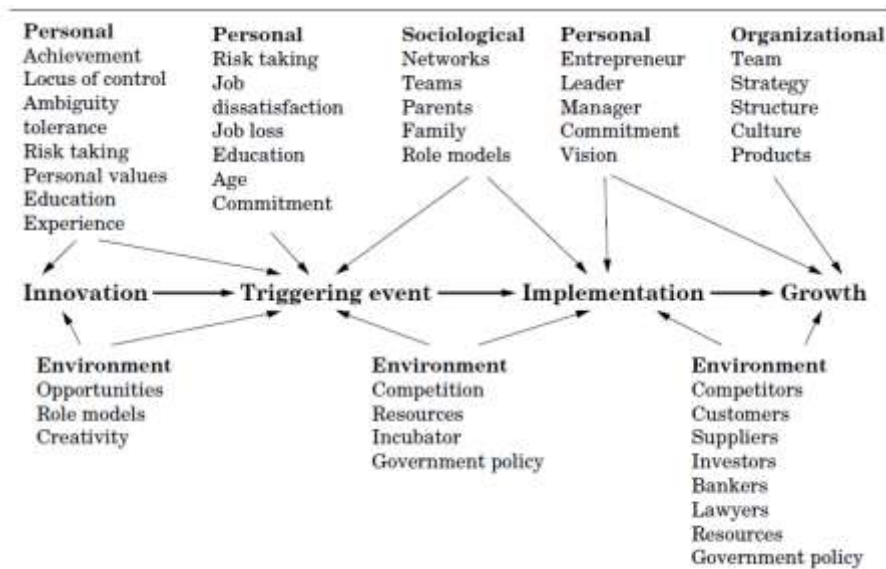 Personal
Achievement
Locus of control
Ambiguity
tolerance
Risk taking
Personal values
Education
Experience
Personal
Risk taking
Job
dissatisfaction
Job loss
Education
Age
Commitment
Sociological
Networks
Teams
Parents
Family
Role models
Personal
Entrepreneur
Leader
Manager
Commitment
Vision
Organizational
Team
Strategy
Structure
Culture
Products
Innovation
Triggering event
Implementation
Growth
Environment
Opportunities
Role models
Creativity
Environment
Competition
Resources
Incubator
Government policy
Environment
Competitors
Customers
Suppliers
Investors
Bankers
Lawyers
Resources
Government policy